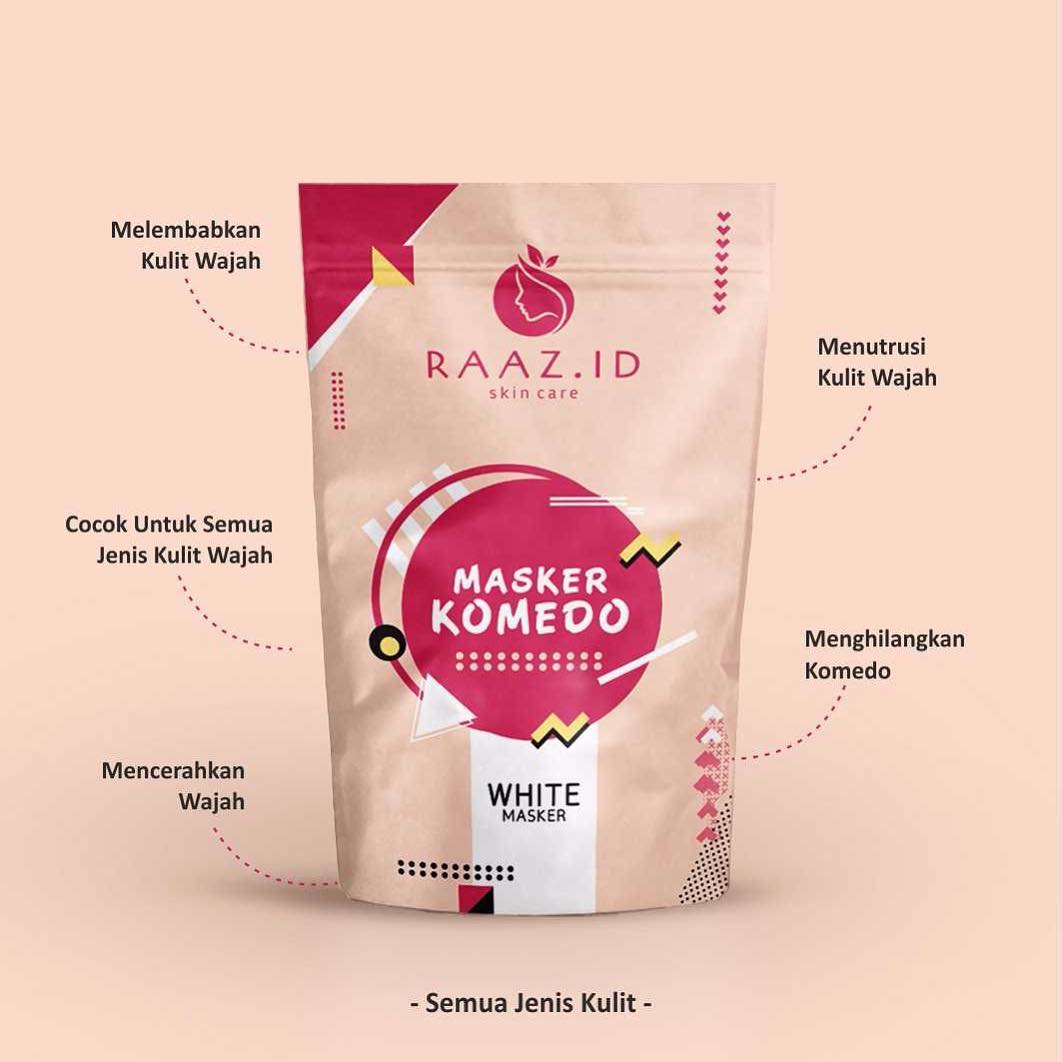 Melembabkan
Kulit Wajah
RAAZ.ID
skin care
Menutrusi
Kulit Wajah
Cocok Untuk Semua
Jenis Kulit Wajah
MASKER
KOMEDO
Menghilangkan
Komedo
Mencerahkan
Wajah
WHITE
MASKER
- Semua Jenis Kulit -